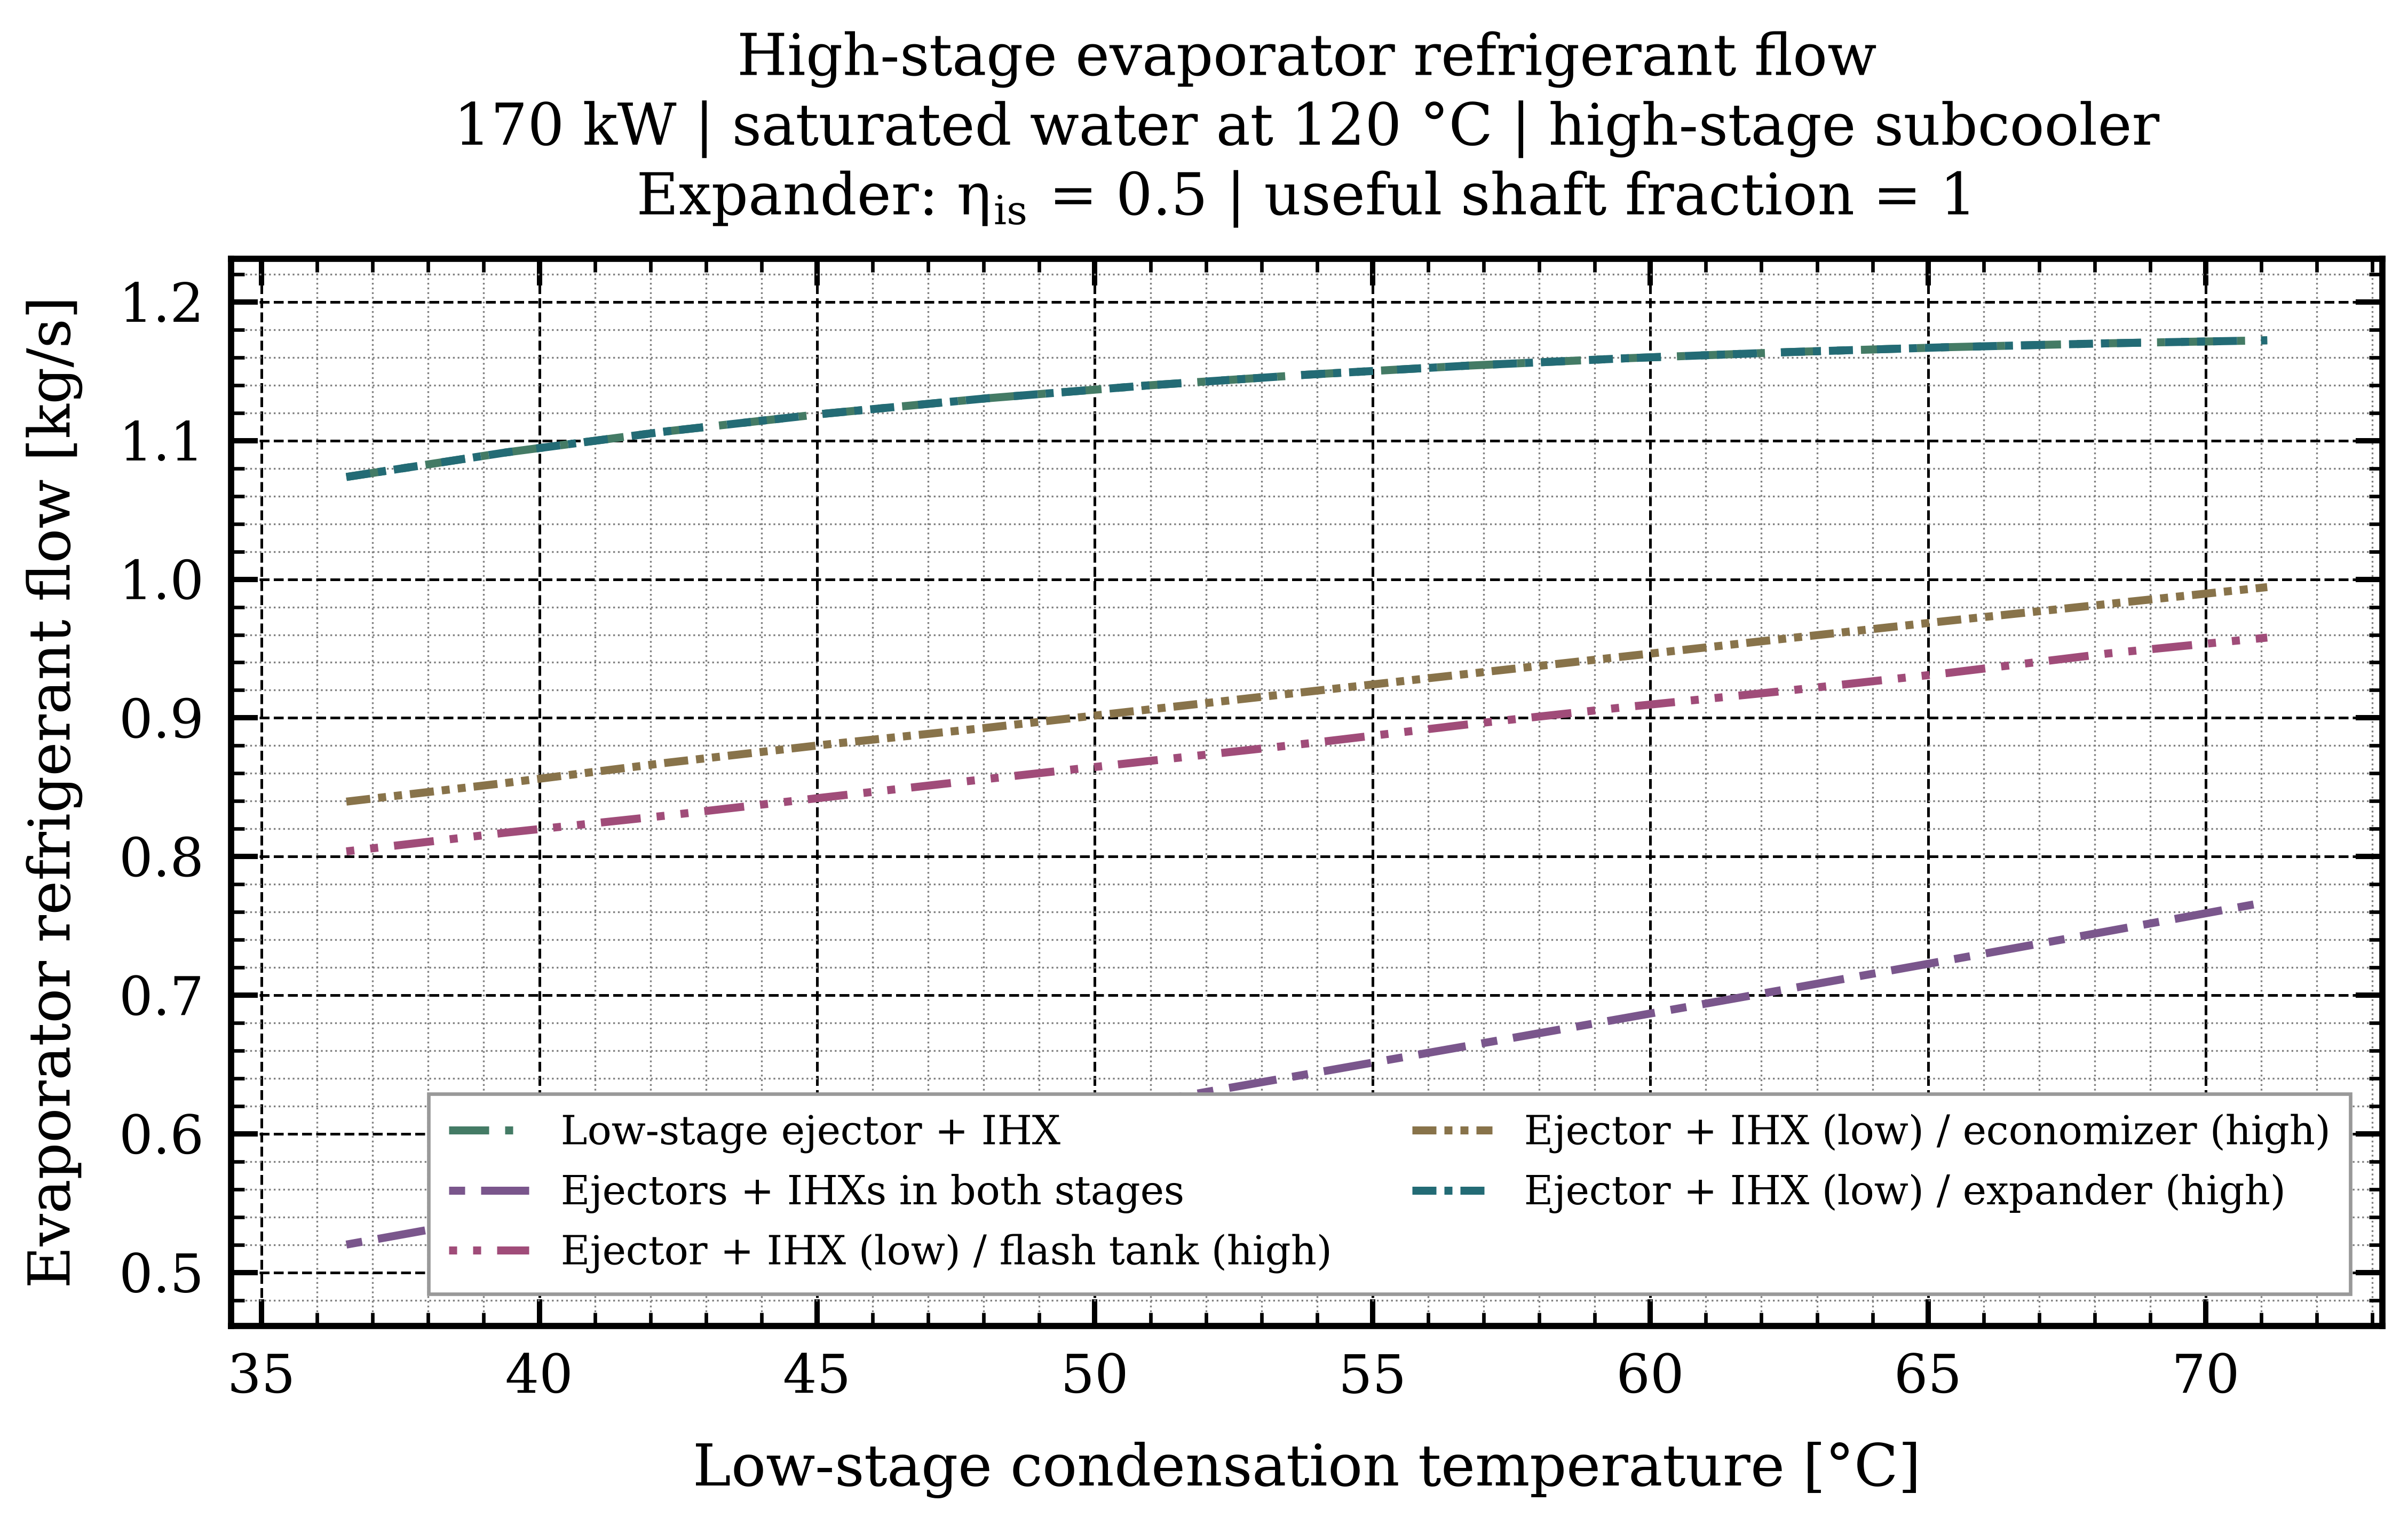 High-stage evaporator refrigerant flow
170 kW | saturated water at 120 °C | high-stage subcooler
Expander: ηis = 0.5 | useful shaft fraction = 1
Evaporator refrigerant flow [kg/s]
1.2
1.1
1.0
0.9
0.8
0.7
0.6
0.5
Low-stage ejector + IHX
Ejectors + IHXs in both stages
Ejector + IHX (low) / flash tank (high)
Ejector + IHX (low) / economizer (high)
Ejector + IHX (low) / expander (high)
35 40 45 50 55 60 65 70
Low-stage condensation temperature [°C]